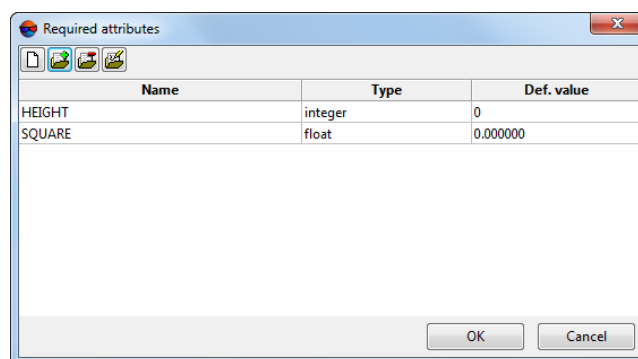 Required attributes
Name Type Def. value
HEIGHT integer 0
SQUARE float 0.000000
OK Cancel